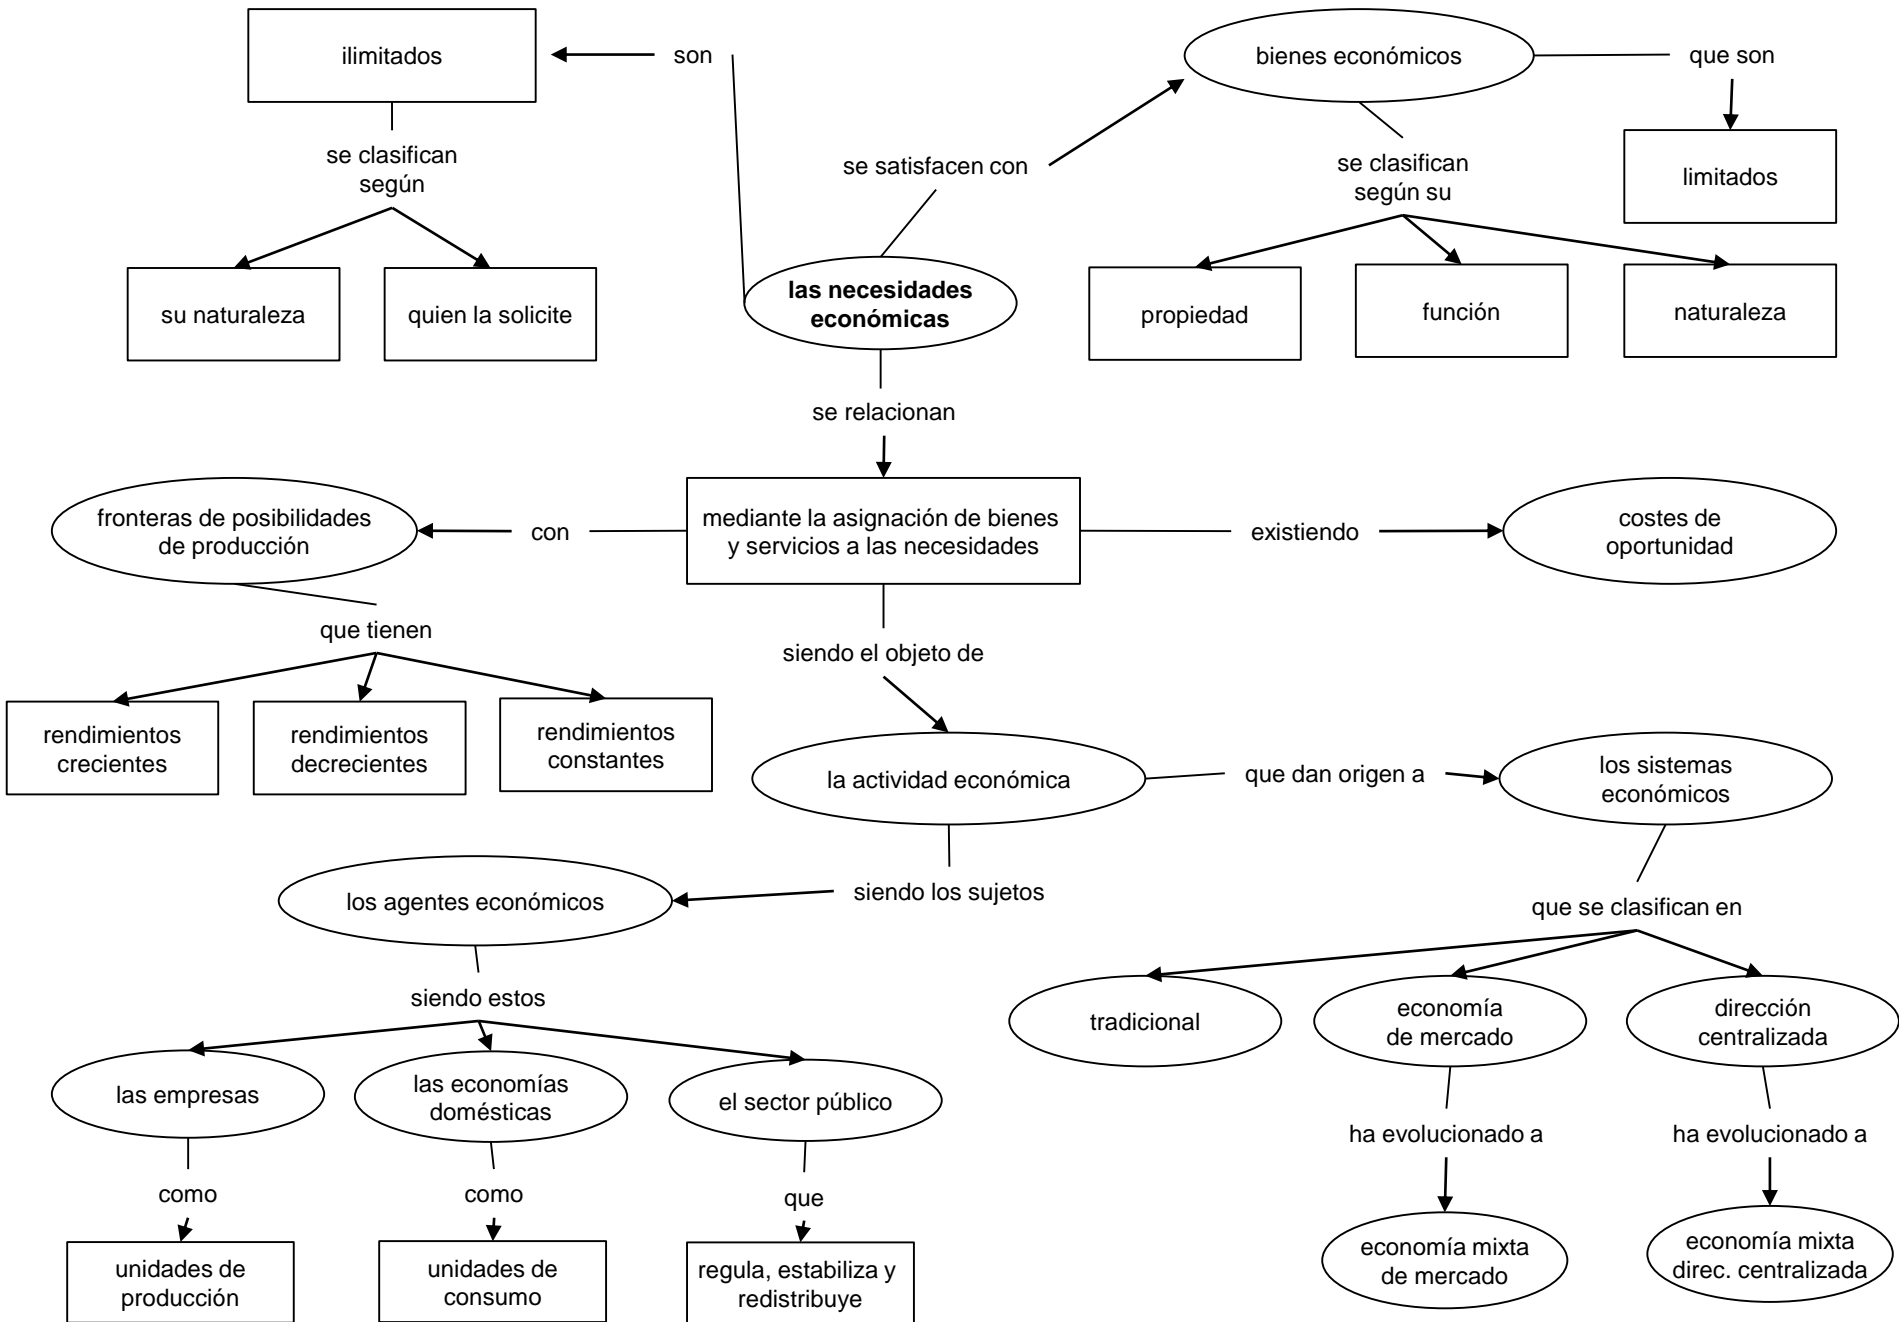 ilimitados
son
bienes económicos
que son
se clasifican
según
se satisfacen con
se clasifican
según su
limitados
su naturaleza
quien la solicite
las necesidades
económicas
propiedad
función
naturaleza
se relacionan
fronteras de posibilidades
de producción
con
mediante la asignación de bienes
y servicios a las necesidades
existiendo
costes de
oportunidad
que tienen
siendo el objeto de
rendimientos
crecientes
rendimientos
decrecientes
rendimientos
constantes
la actividad económica
que dan origen a
los sistemas
económicos
los agentes económicos
siendo los sujetos
que se clasifican en
siendo estos
tradicional
economía
de mercado
dirección
centralizada
las empresas
las economías
domésticas
el sector público
ha evolucionado a
ha evolucionado a
como
como
que
unidades de
producción
unidades de
consumo
regula, estabiliza y
redistribuye
economía mixta
de mercado
economía mixta
direc. centralizada